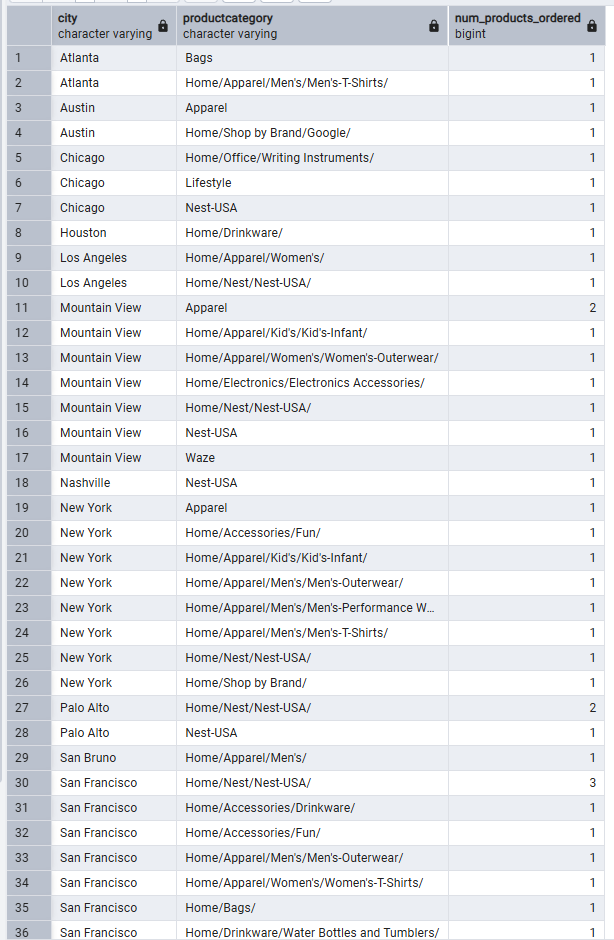 city productcategory num_products_ordered
character varying character varying bigint
1 Atlanta Bags 1
2 Atlanta Home/Apparel/Men's/Men's-T-Shirts/ 1
3 Austin Apparel 1
4 Austin Home/Shop by Brand/Google/ 1
5 Chicago Home/Office/Writing Instruments/ 1
6 Chicago Lifestyle 1
7 Chicago Nest-USA 1
8 Houston Home/Drinkware/ 1
9 Los Angeles Home/Apparel/Women's/ 1
10 Los Angeles Home/Nest/Nest-USA/ 1
11 Mountain View Apparel 2
12 Mountain View Home/Apparel/Kid's/Kid's-Infant/ 1
13 Mountain View Home/Apparel/Women's/Women's-Outerwear/ 1
14 Mountain View Home/Electronics/Electronics Accessories/ 1
15 Mountain View Home/Nest/Nest-USA/ 1
16 Mountain View Nest-USA 1
17 Mountain View Waze 1
18 Nashville Nest-USA 1
19 New York Apparel 1
20 New York Home/Accessories/Fun/ 1
21 New York Home/Apparel/Kid's/Kid's-Infant/ 1
22 New York Home/Apparel/Men's/Men's-Outerwear/ 1
23 New York Home/Apparel/Men's/Men's-Performance W... 1
24 New York Home/Apparel/Men's/Men's-T-Shirts/ 1
25 New York Home/Nest/Nest-USA/ 1
26 New York Home/Shop by Brand/ 1
27 Palo Alto Home/Nest/Nest-USA/ 2
28 Palo Alto Nest-USA 1
29 San Bruno Home/Apparel/Men's/ 1
30 San Francisco Home/Nest/Nest-USA/ 3
31 San Francisco Home/Accessories/Drinkware/ 1
32 San Francisco Home/Accessories/Fun/ 1
33 San Francisco Home/Apparel/Men's/Men's-Outerwear/ 1
34 San Francisco Home/Apparel/Women's/Women's-T-Shirts/ 1
35 San Francisco Home/Bags/ 1
36 San Francisco Home/Drinkware/Water Bottles and Tumblers/ 1